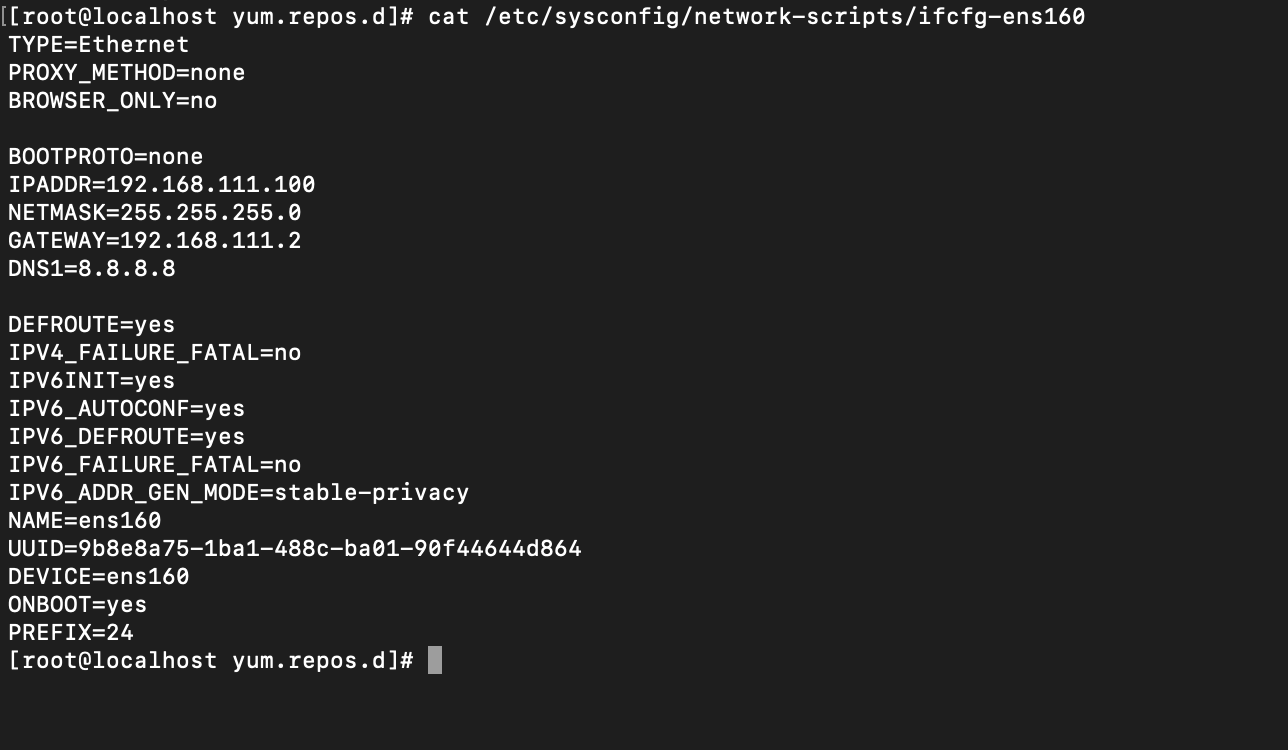 [[root@localhost yum.repos.d]# cat /etc/sysconfig/network-scripts/ifcfg-ens160
TYPE=Ethernet
PROXY_METHOD=none
BROWSER_ONLY=no
BOOTPROTO=none
IPADDR=192.168.111.100
NETMASK=255.255.255.0
GATEWAY=192.168.111.2
DNS1=8.8.8.8
DEFROUTE=yes
IPV4_FAILURE_FATAL=no
IPV6INIT=yes
IPV6_AUTOCONF=yes
IPV6_DEFROUTE=yes
IPV6_FAILURE_FATAL=no
IPV6_ADDR_GEN_MODE=stable-privacy
NAME=ens160
UUID=9b8e8a75-1ba1-488c-ba01-90f44644d864
DEVICE=ens160
ONBOOT=yes
PREFIX=24
[root@localhost yum.repos.d]#